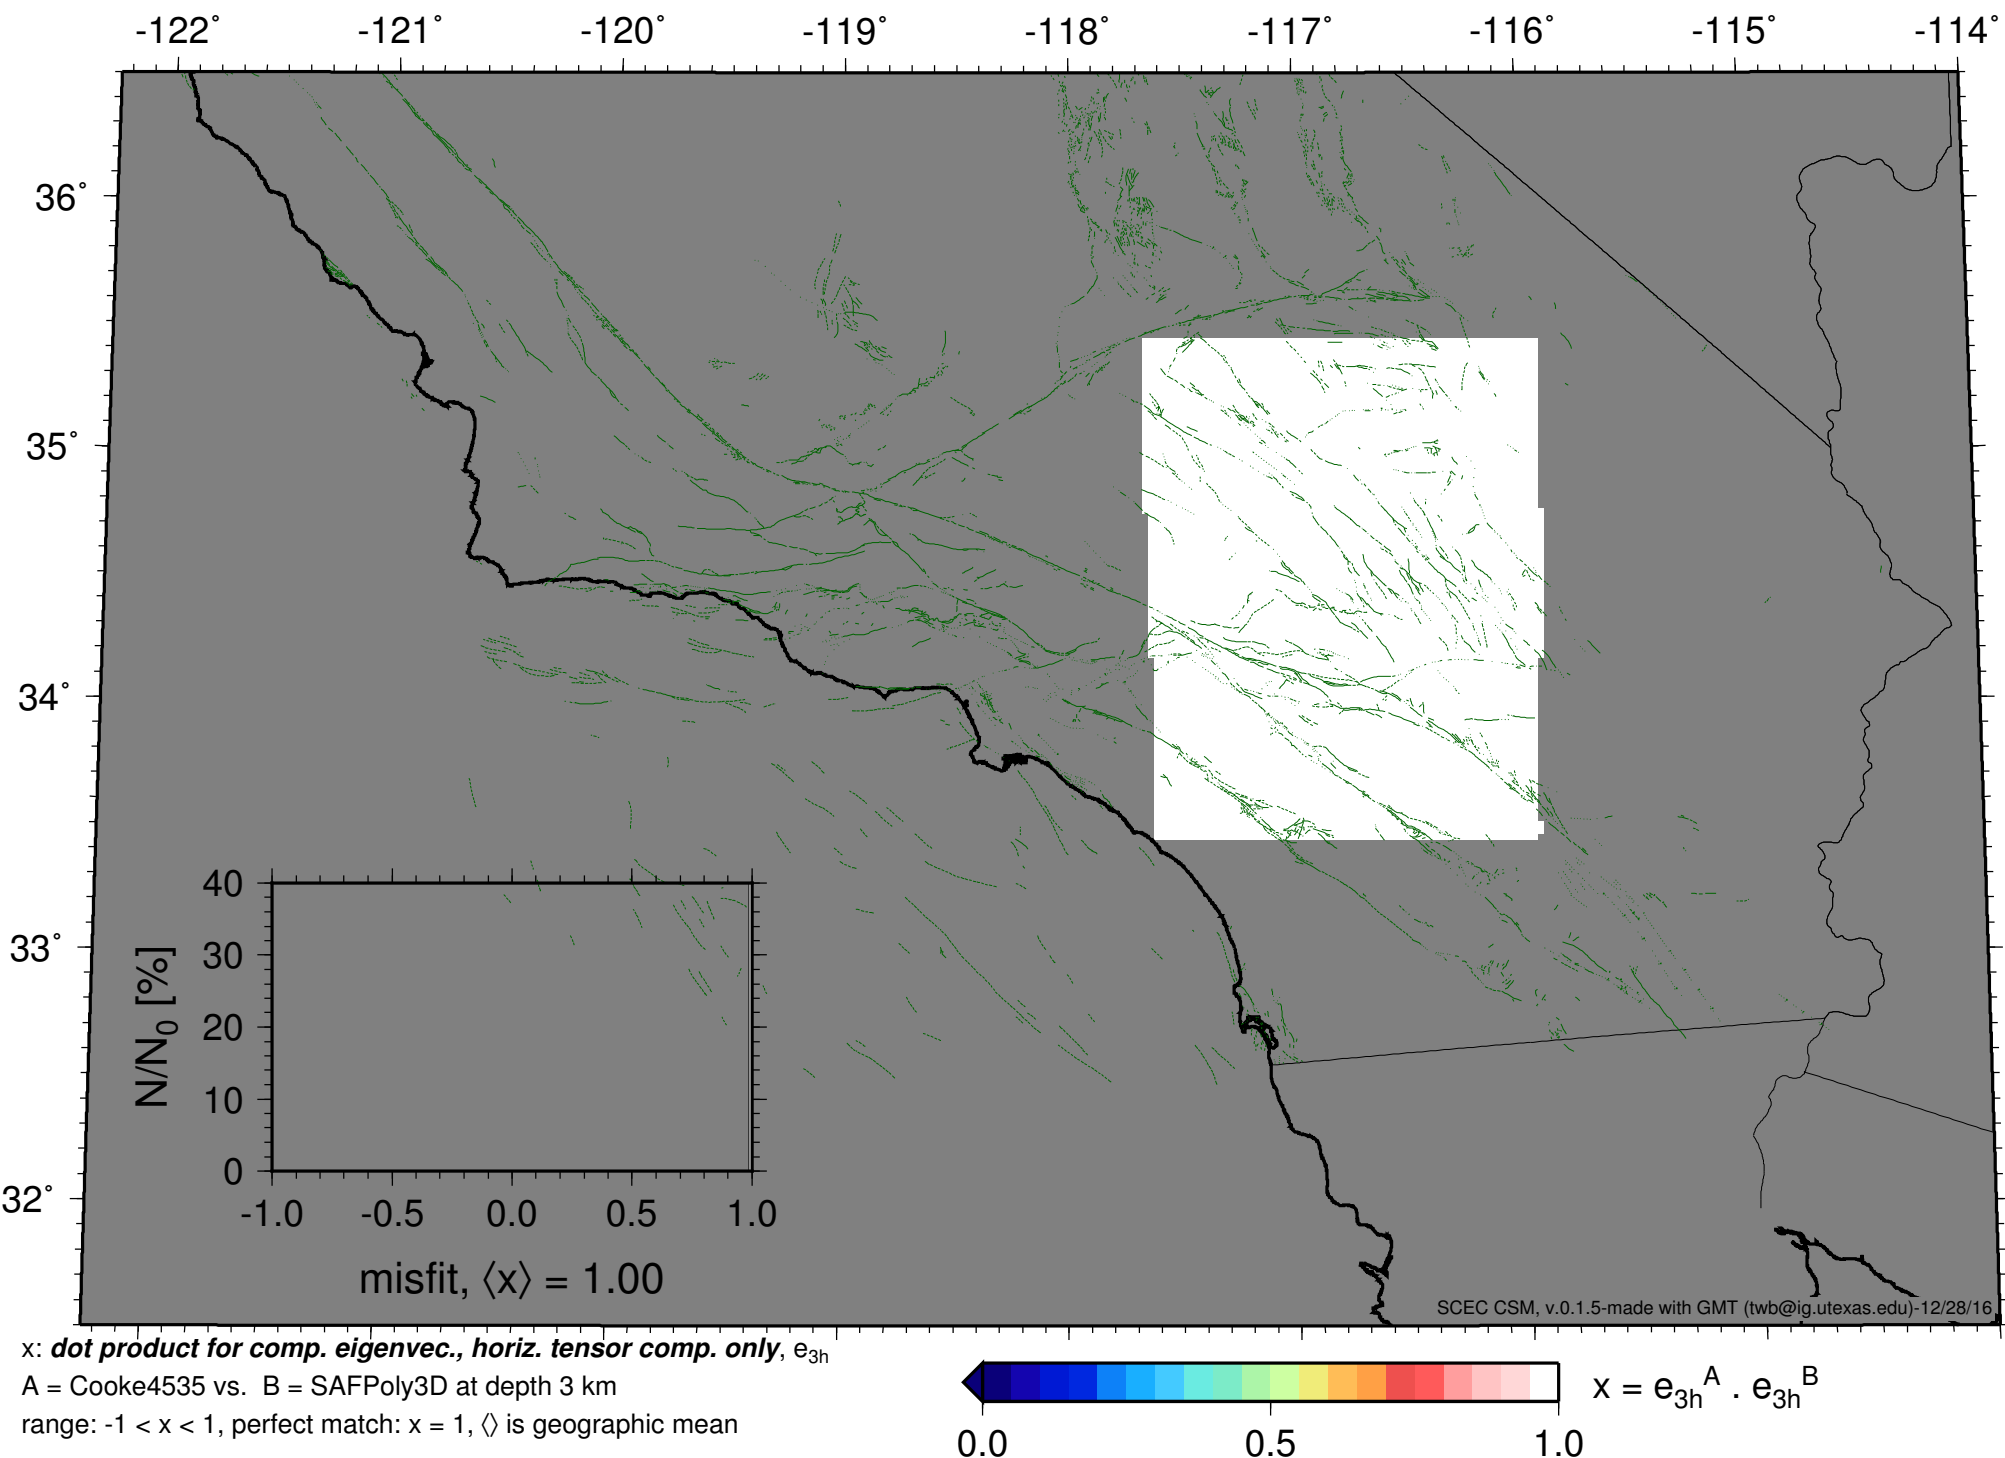 -122˚ -121˚ -120˚ -119˚ -118˚ -117˚ -116˚ -115˚ -114˚
36˚
35˚
34˚
33˚
32˚
40
30
20
10
0
N/N0 [%]
-1.0 -0.5 0.0 0.5 1.0
misfit, ⟨x⟩ = 1.00
SCEC CSM, v.0.1.5-made with GMT (twb@ig.utexas.edu)-12/28/16
x: dot product for comp. eigenvec., horiz. tensor comp. only, e3h
A = Cooke4535 vs. B = SAFPoly3D at depth 3 km
range: -1 < x < 1, perfect match: x = 1, ⟨⟩ is geographic mean
x = e3hA . e3hB
0.0 0.5 1.0